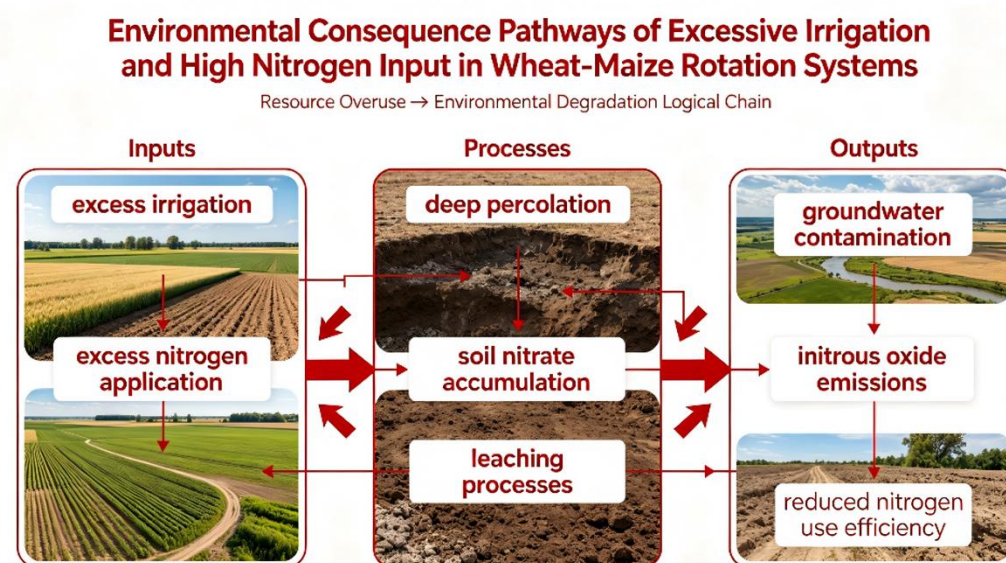 Environmental Consequence Pathways of Excessive Irrigation
and High Nitrogen Input in Wheat-Maize Rotation Systems
Resource Overuse → Environmental Degradation Logical Chain
Inputs
excess irrigation
excess nitrogen
application
Processes
deep percolation
soil nitrate
accumulation
leaching
processes
Outputs
groundwater
contamination
initrous oxide
emissions
reduced nitrogen
use efficiency